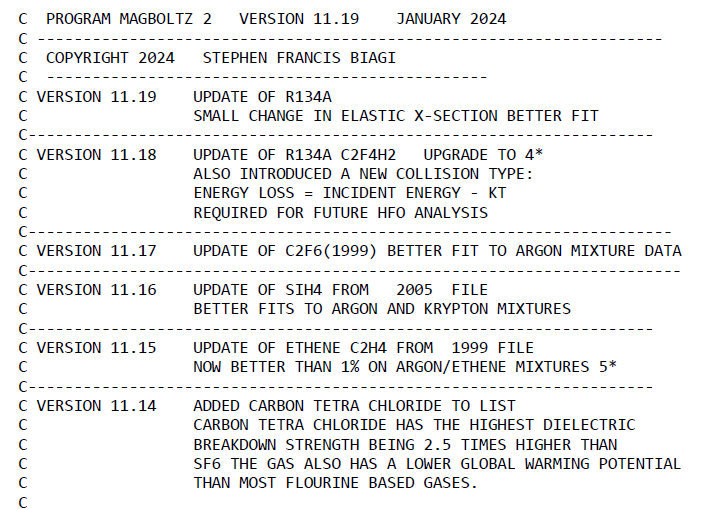 C  PROGRAM MAGBOLTZ 2   VERSION 11.19    JANUARY 2024
C --------------------------------------------------------------------
C  COPYRIGHT 2024   STEPHEN FRANCIS BIAGI
C  ------------------------------------------------
C VERSION 11.19    UPDATE OF R134A
C                  SMALL CHANGE IN ELASTIC X-SECTION BETTER FIT
C--------------------------------------------------------------------
C VERSION 11.18    UPDATE OF R134A C2F4H2   UPGRADE TO 4*
C                  ALSO INTRODUCED A NEW COLLISION TYPE:
C                  ENERGY LOSS = INCIDENT ENERGY - KT
C                  REQUIRED FOR FUTURE HFO ANALYSIS
C----------------------------------------------------------------------
C VERSION 11.17    UPDATE OF C2F6(1999) BETTER FIT TO ARGON MIXTURE DATA
C-----------------------------------------------------------------------
C VERSION 11.16    UPDATE OF SIH4 FROM   2005  FILE
C                  BETTER FITS TO ARGON AND KRYPTON MIXTURES
C--------------------------------------------------------------------
C VERSION 11.15    UPDATE OF ETHENE C2H4 FROM  1999 FILE
C                  NOW BETTER THAN 1% ON ARGON/ETHENE MIXTURES 5*
C--------------------------------------------------------------------
C VERSION 11.14    ADDED CARBON TETRA CHLORIDE TO LIST
C                  CARBON TETRA CHLORIDE HAS THE HIGHEST DIELECTRIC
C                  BREAKDOWN STRENGTH BEING 2.5 TIMES HIGHER THAN
C                  SF6 THE GAS ALSO HAS A LOWER GLOBAL WARMING POTENTIAL
C                  THAN MOST FLOURINE BASED GASES.
C